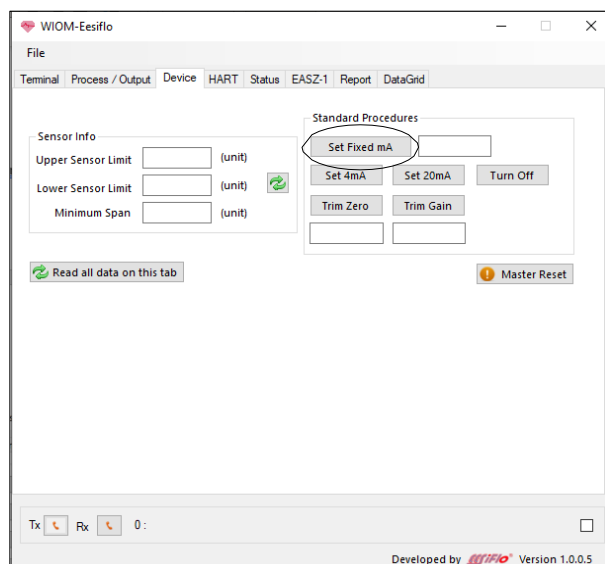 WIOM-Eesiflo
File
Terminal Process / Output Device HART Status EASZ-1 Report DataGrid
Standard Procedures
Sensor Info
Set Fixed mA
Upper Sensor Limit (unit)
Set 4mA Set 20mA Turn Off
Lower Sensor Limit (unit)
Trim Zero Trim Gain
Minimum Span (unit)
Read all data on this tab
Master Reset
Tx Rx 0 :
Developed by eesiflo® Version 1.0.0.5